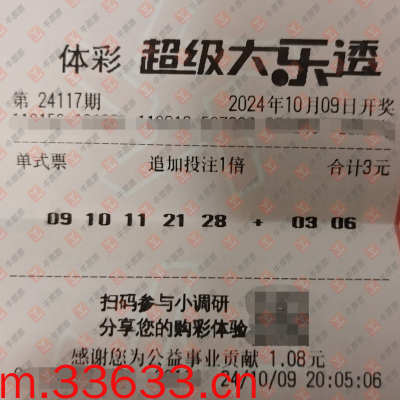 体彩 超级大乐透
第 24117期 2024年10月09日开奖
单式票 追加投注1倍 合计3元
09 10 11 21 28 + 03 06
扫码参与小调研
分享您的购彩体验
感谢您为公益事业贡献 1.08元
24/10/09 20:05:06
m.33633.cn